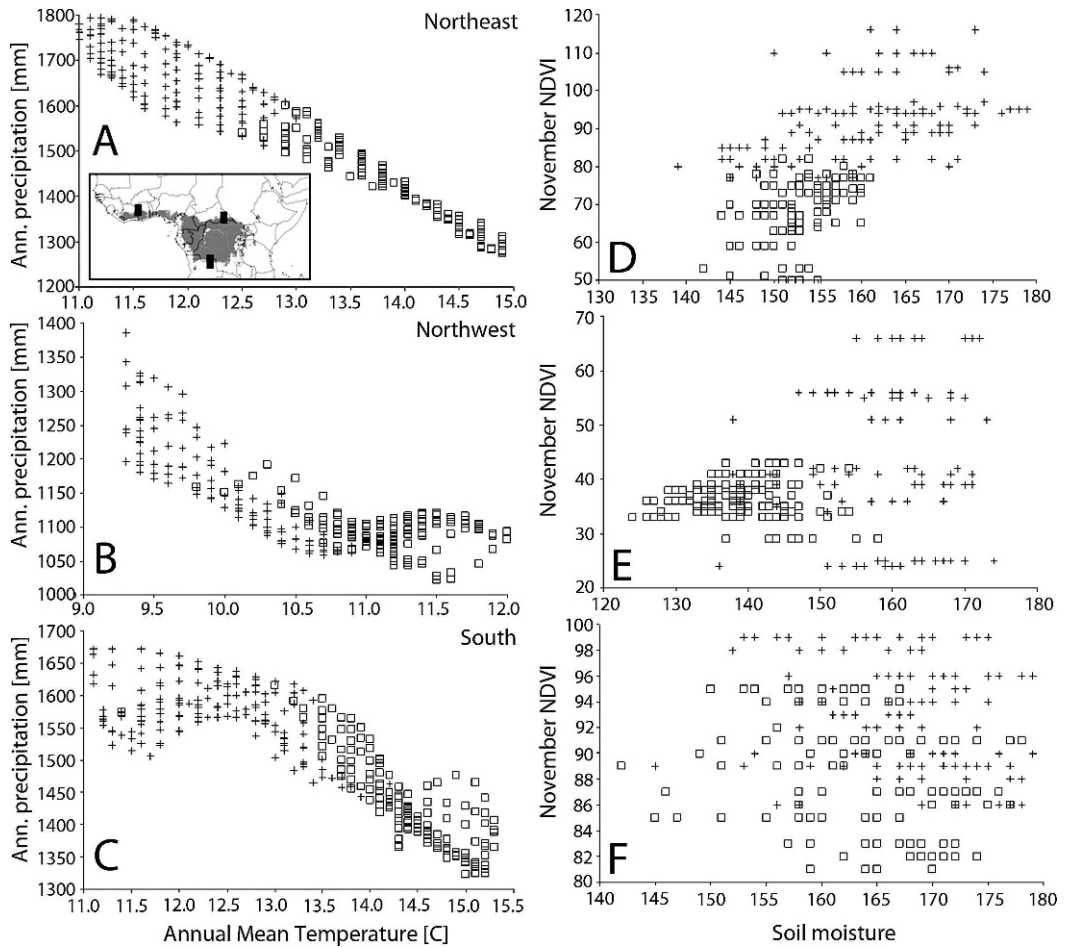 Northeast
Ann. precipitation [mm]
1800
1700
1600
1500
1400
1300
1200
A
11.0 11.5 12.0 12.5 13.0 13.5 14.0 14.5 15.0
Northwest
Ann. precipitation [mm]
1400
1350
1300
1250
1200
1150
1100
1050
1000
B
9.0 9.5 10.0 10.5 11.0 11.5 12.0
South
Ann. precipitation [mm]
1700
1650
1600
1550
1500
1450
1400
1350
1300
C
11.0 11.5 12.0 12.5 13.0 13.5 14.0 14.5 15.0 15.5
Annual Mean Temperature [C]
November NDVI
120
110
100
90
80
70
60
50
D
130 135 140 145 150 155 160 165 170 175 180
November NDVI
70
60
50
40
30
20
E
120 130 140 150 160 170 180
November NDVI
100
98
96
94
92
90
88
86
84
82
80
F
140 145 150 155 160 165 170 175 180
Soil moisture